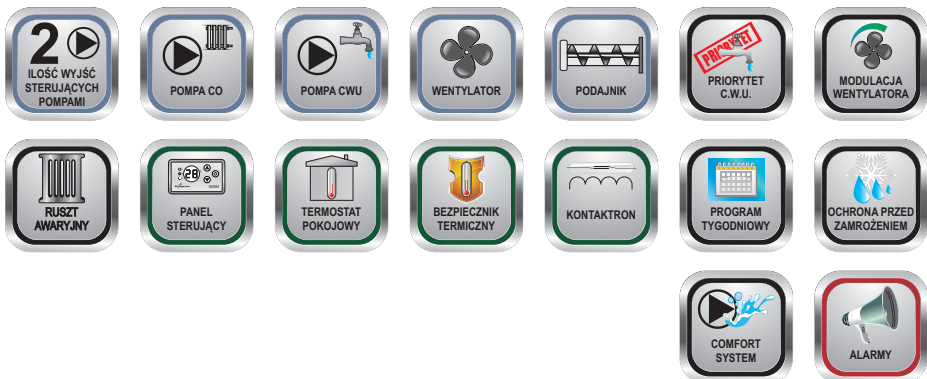 2
ILOŚĆ WYJŚĆ
STERUJĄCYCH
POMPAMI
POMPA CO
POMPA CWU
WENTYLATOR
PODAJNIK
PRIORYTET
PRIORYTET
C.W.U.
MODULACJA
WENTYLATORA
RUSZT
AWARYJNY
28
PANEL
STERUJĄCY
TERMOSTAT
POKOJOWY
BEZPIECZNIK
TERMICZNY
KONTAKTRON
PROGRAM
TYGODNIOWY
OCHRONA PRZED
ZAMROŻENIEM
COMFORT
SYSTEM
ALARMY